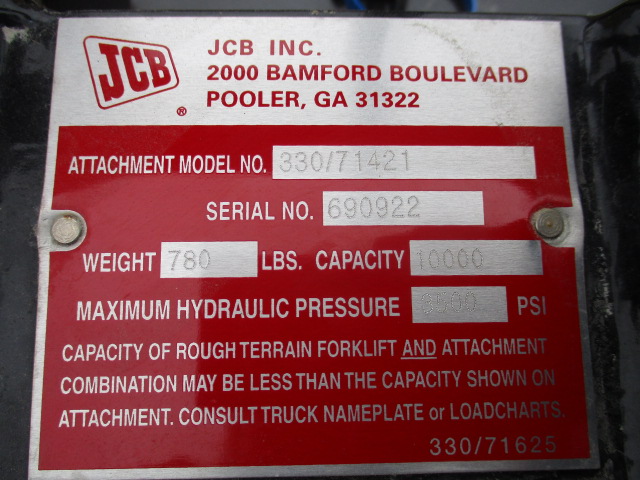 JCB ®
JCB INC.
2000 BAMFORD BOULEVARD
POOLER, GA 31322
ATTACHMENT MODEL NO. 330/71421
SERIAL NO. 690922
WEIGHT 780 LBS. CAPACITY 10000
MAXIMUM HYDRAULIC PRESSURE PSI
CAPACITY OF ROUGH TERRAIN FORKLIFT AND ATTACHMENT
COMBINATION MAY BE LESS THAN THE CAPACITY SHOWN ON
ATTACHMENT. CONSULT TRUCK NAMEPLATE or LOADCHARTS.
330/71625